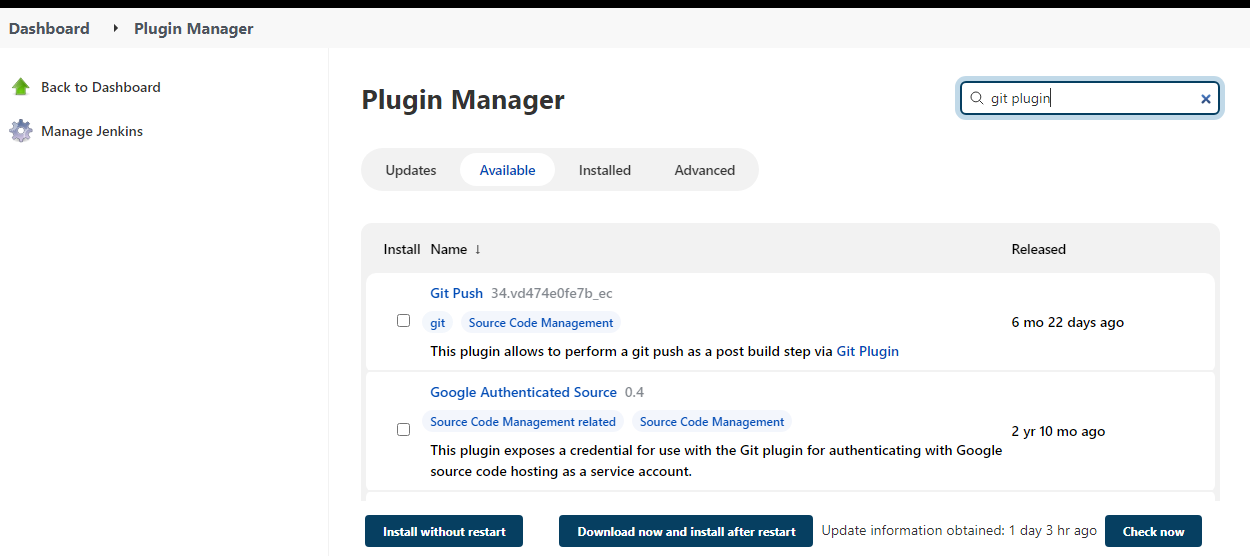 Dashboard Plugin Manager
Back to Dashboard
Manage Jenkins
Plugin Manager
git plugin
Updates Available Installed Advanced
Install Name ↓ Released
Git Push 34.vd474e0fe7b_ec
git Source Code Management
6 mo 22 days ago
This plugin allows to perform a git push as a post build step via Git Plugin
Google Authenticated Source 0.4
Source Code Management related Source Code Management
2 yr 10 mo ago
This plugin exposes a credential for use with the Git plugin for authenticating with Google
source code hosting as a service account.
Install without restart Download now and install after restart Update information obtained: 1 day 3 hr ago Check now